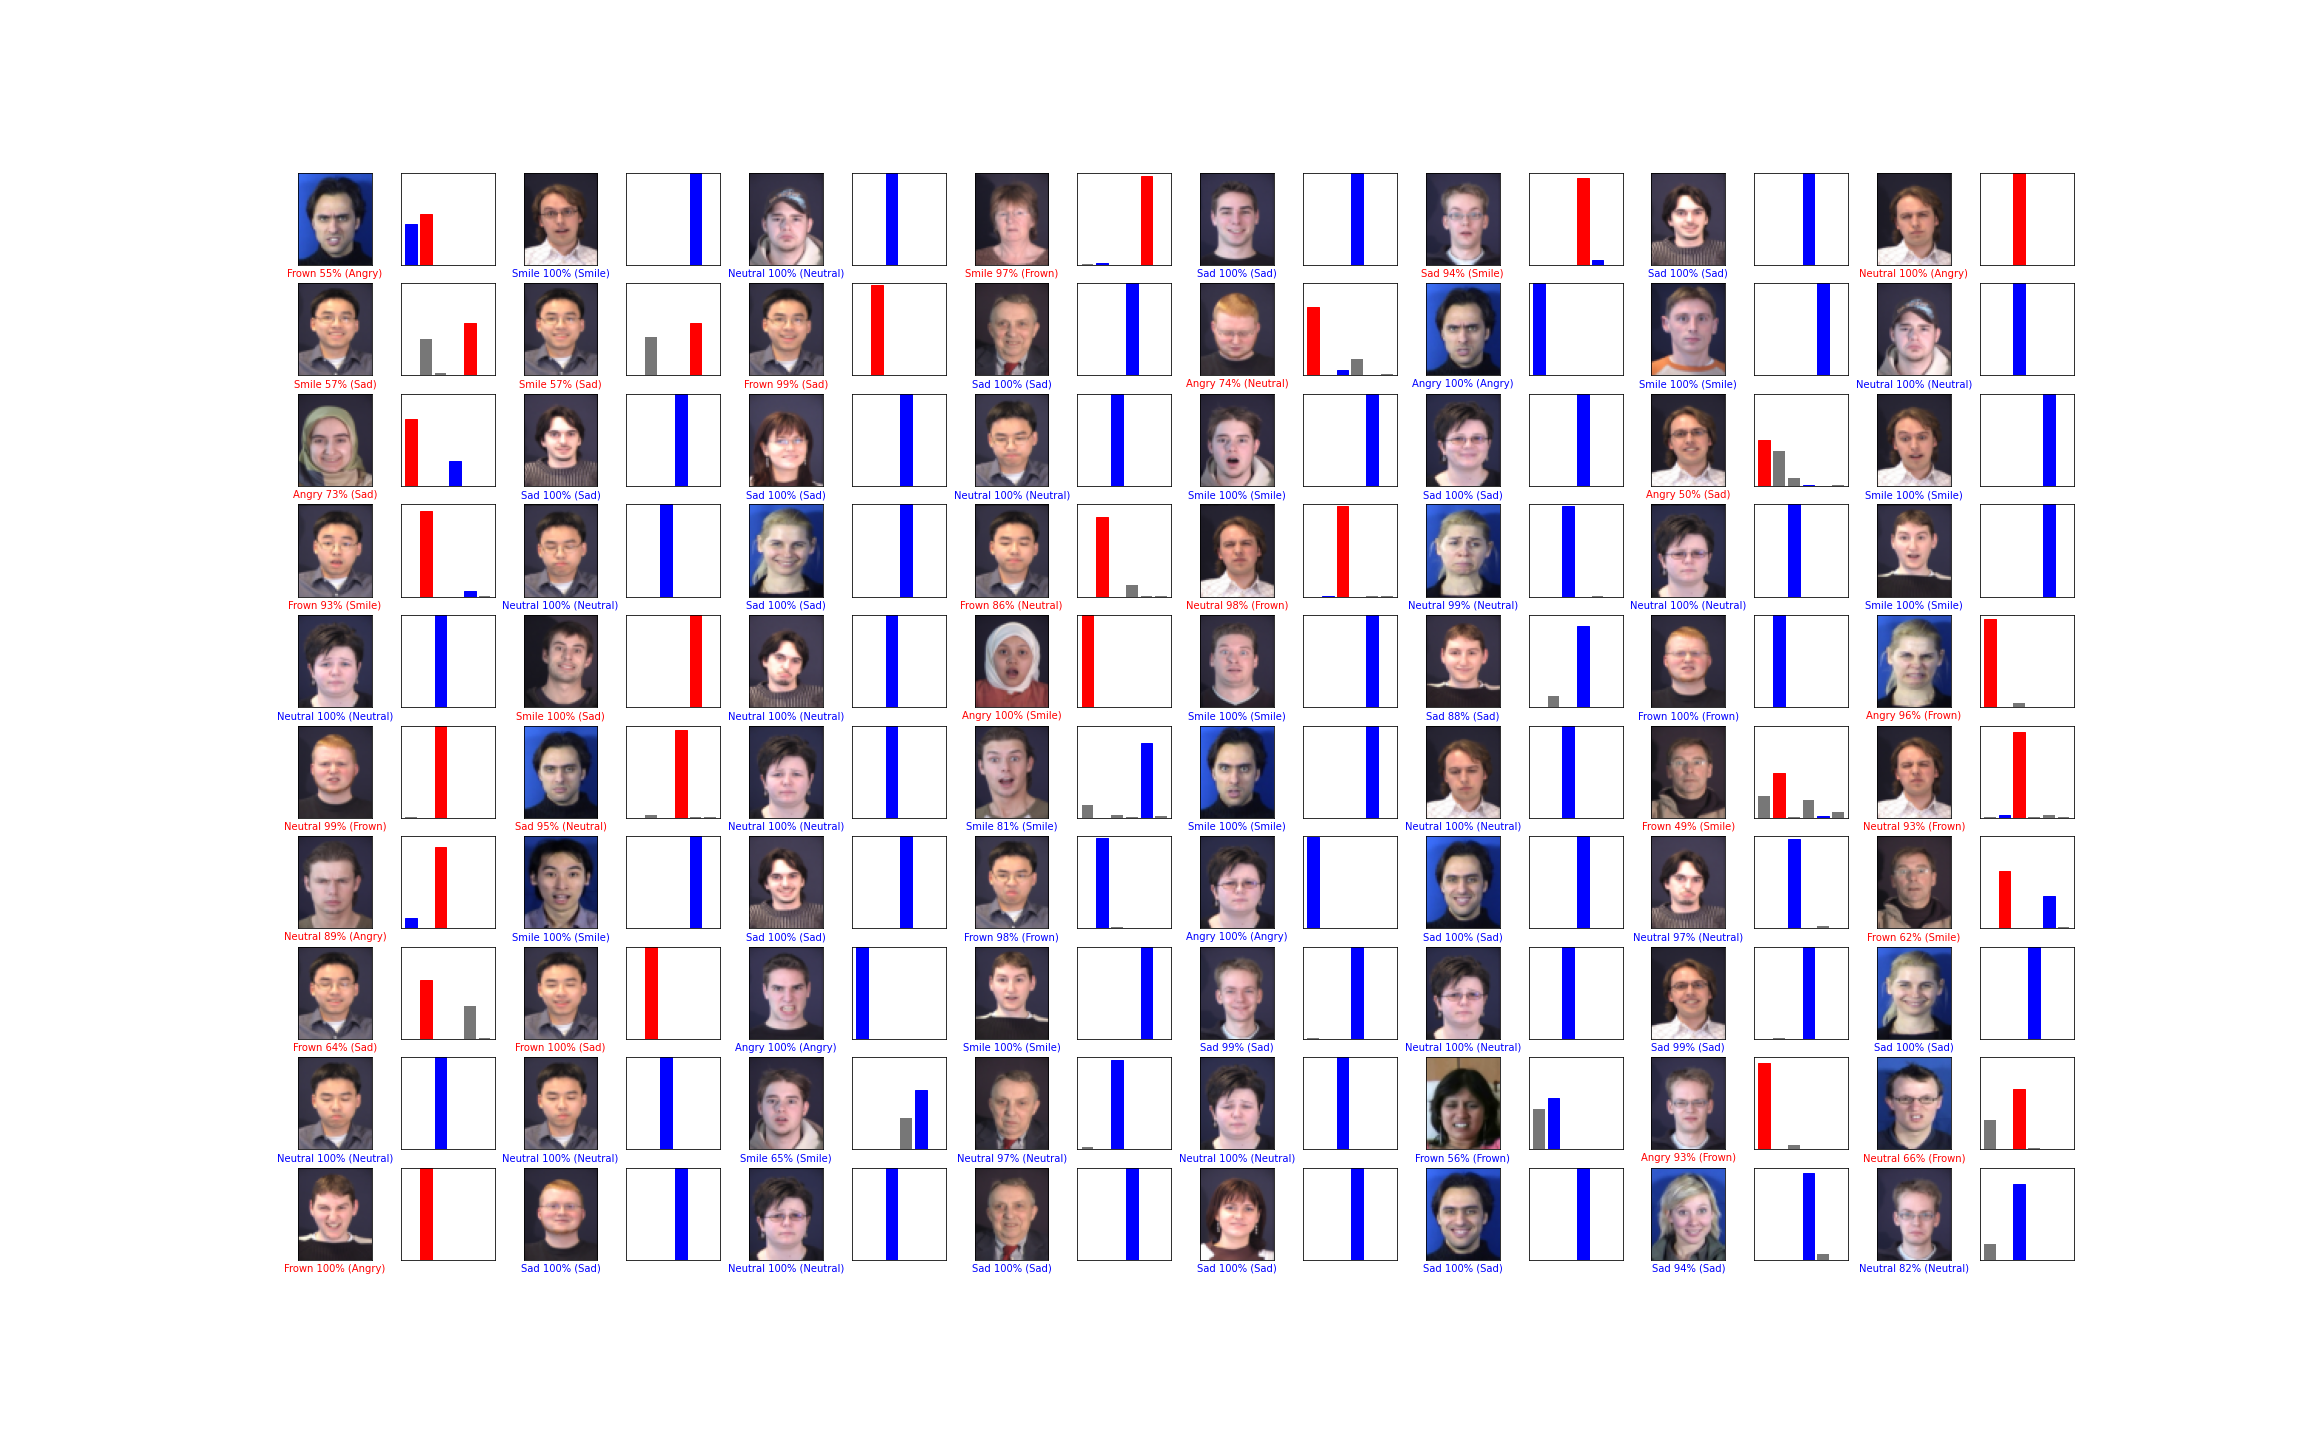 Frown 55% (Angry) Smile 100% (Smile) Neutral 100% (Neutral) Smile 97% (Frown) Sad 100% (Sad) Sad 94% (Smile) Sad 100% (Sad) Neutral 100% (Angry)
Smile 57% (Sad) Smile 57% (Sad) Frown 99% (Sad) Sad 100% (Sad) Angry 74% (Neutral) Angry 100% (Angry) Smile 100% (Smile) Neutral 100% (Neutral)
Angry 73% (Sad) Sad 100% (Sad) Sad 100% (Sad) Neutral 100% (Neutral) Smile 100% (Smile) Sad 100% (Sad) Angry 50% (Sad) Smile 100% (Smile)
Frown 93% (Smile) Neutral 100% (Neutral) Sad 100% (Sad) Frown 86% (Neutral) Neutral 98% (Frown) Neutral 99% (Neutral) Neutral 100% (Neutral) Smile 100% (Smile)
Neutral 100% (Neutral) Smile 100% (Sad) Neutral 100% (Neutral) Angry 100% (Smile) Smile 100% (Smile) Sad 88% (Sad) Frown 100% (Frown) Angry 96% (Frown)
Neutral 99% (Frown) Sad 95% (Neutral) Neutral 100% (Neutral) Smile 81% (Smile) Smile 100% (Smile) Neutral 100% (Neutral) Frown 49% (Smile) Neutral 93% (Frown)
Neutral 89% (Angry) Smile 100% (Smile) Sad 100% (Sad) Frown 98% (Frown) Angry 100% (Angry) Sad 100% (Sad) Neutral 97% (Neutral) Frown 62% (Smile)
Frown 64% (Sad) Frown 100% (Sad) Angry 100% (Angry) Smile 100% (Smile) Sad 99% (Sad) Neutral 100% (Neutral) Sad 99% (Sad) Sad 100% (Sad)
Neutral 100% (Neutral) Neutral 100% (Neutral) Smile 65% (Smile) Neutral 97% (Neutral) Neutral 100% (Neutral) Frown 56% (Frown) Angry 93% (Frown) Neutral 66% (Frown)
Frown 100% (Angry) Sad 100% (Sad) Neutral 100% (Neutral) Sad 100% (Sad) Sad 100% (Sad) Sad 100% (Sad) Sad 94% (Sad) Neutral 82% (Neutral)